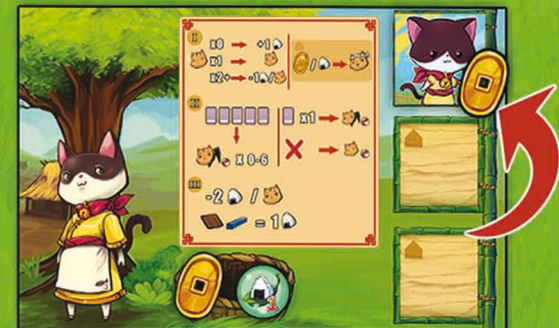 I
x0 → +1
x1 →
x2+ → -1 /
/ →
II
x1 →
X 0-6
III
-2 /
= 1
1